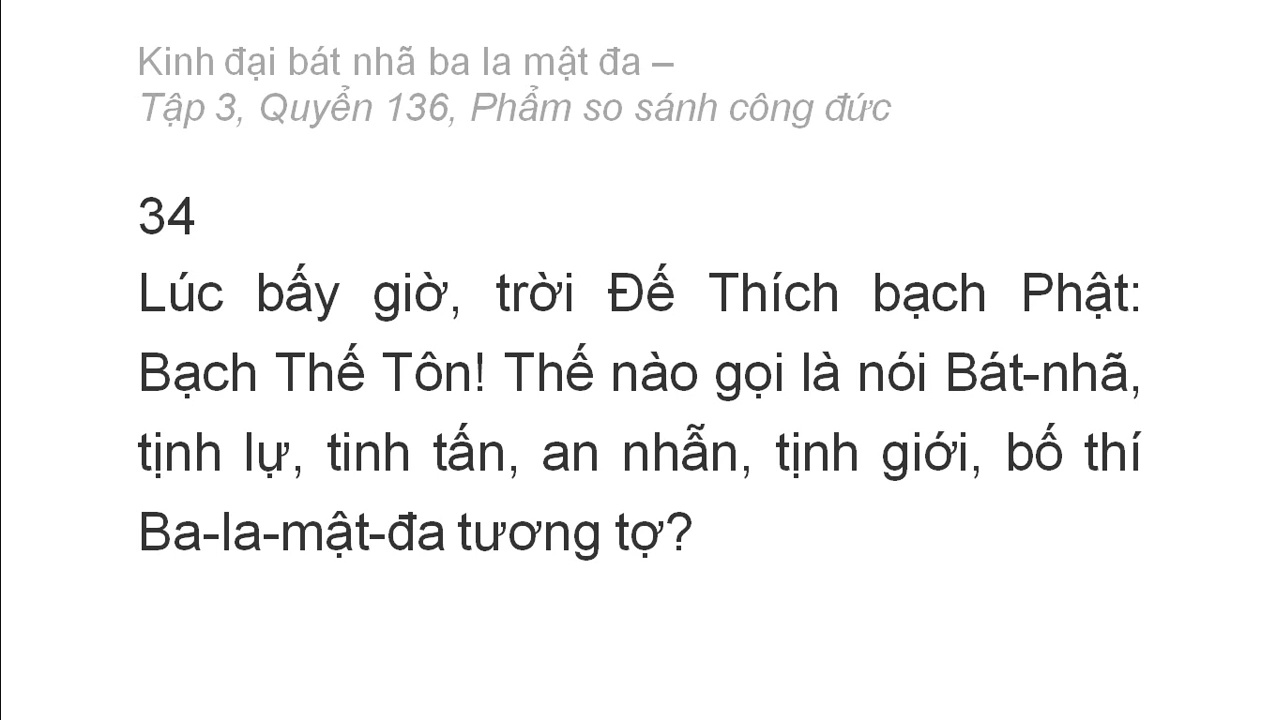 Kinh đại bát nhã ba la mật đa –
Tập 3, Quyển 136, Phẩm so sánh công đức
34
Lúc bấy giờ, trời Đế Thích bạch Phật:
Bạch Thế Tôn! Thế nào gọi là nói Bát-nhã,
tịnh lự, tinh tấn, an nhẫn, tịnh giới, bố thí
Ba-la-mật-đa tương tợ?